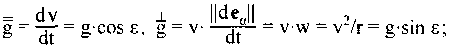 g̿ = dv/dt = g·cos ε, g⊥ = v· ||de_α||/dt = v·w = v²/r = g·sin ε;